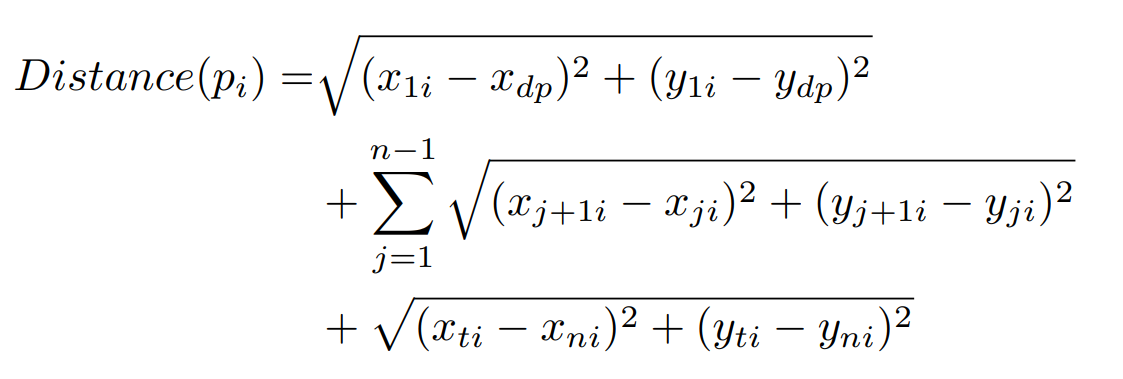 Distance(p_i) = \sqrt{(x_{1i} - x_{dp})^2 + (y_{1i} - y_{dp})^2}
+ \sum_{j=1}^{n-1} \sqrt{(x_{j+1i} - x_{ji})^2 + (y_{j+1i} - y_{ji})^2}
+ \sqrt{(x_{ti} - x_{ni})^2 + (y_{ti} - y_{ni})^2}